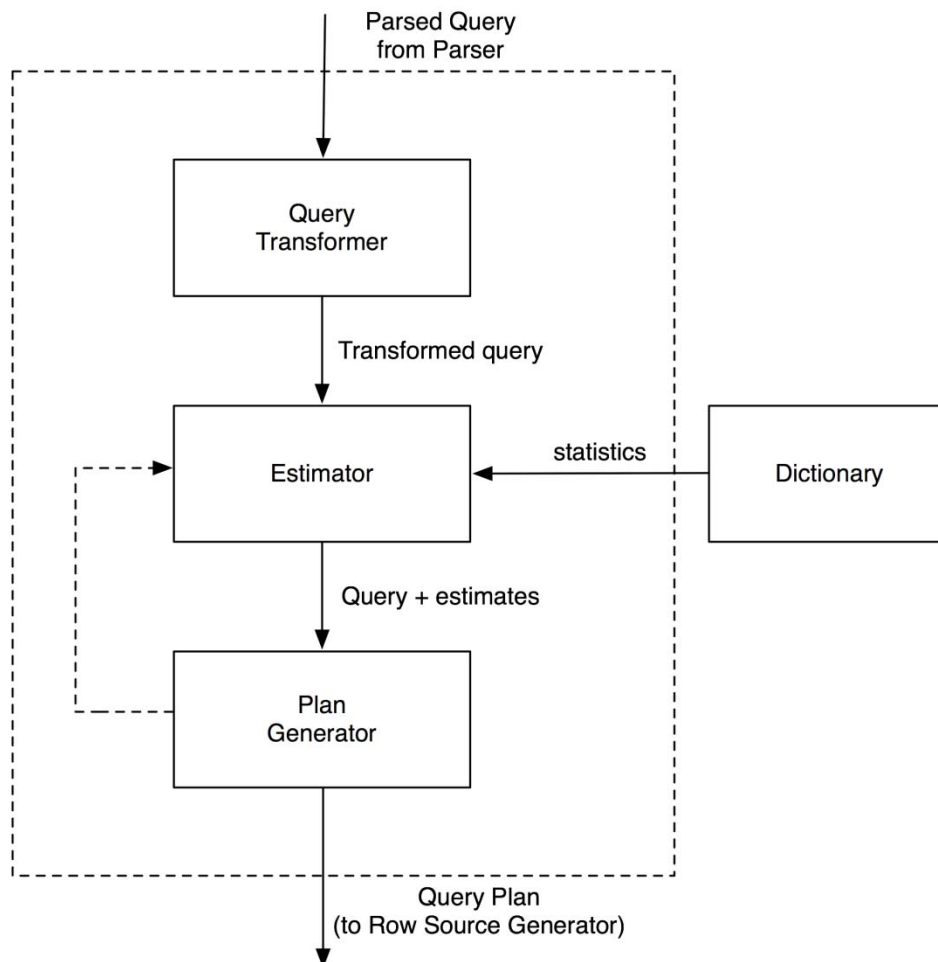 Parsed Query
from Parser
Query
Transformer
Transformed query
Estimator
statistics
Dictionary
Query + estimates
Plan
Generator
Query Plan
(to Row Source Generator)